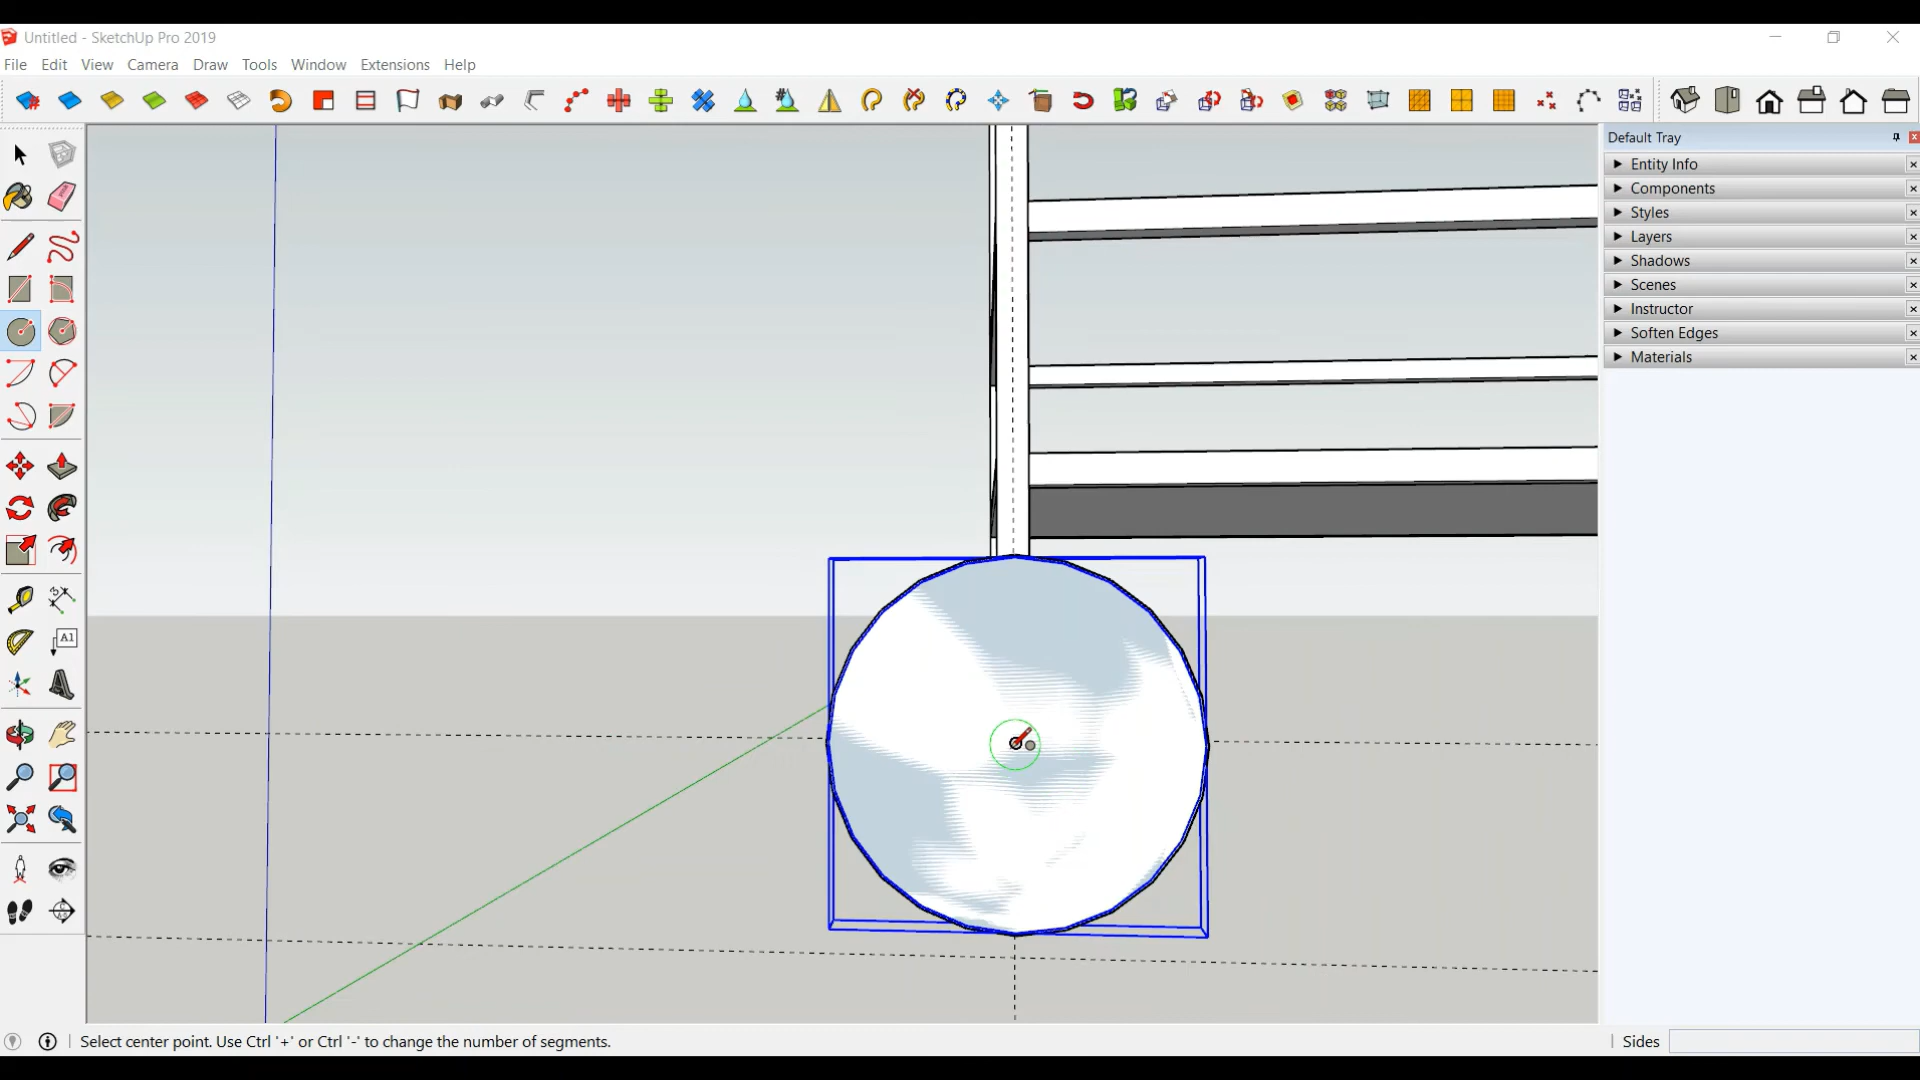 Untitled - SketchUp Pro 2019
File Edit View Camera Draw Tools Window Extensions Help
Default Tray
Entity Info
Components
Styles
Layers
Shadows
Scenes
Instructor
Soften Edges
Materials
A1
Select center point. Use Ctrl '+' or Ctrl '-' to change the number of segments.
Sides